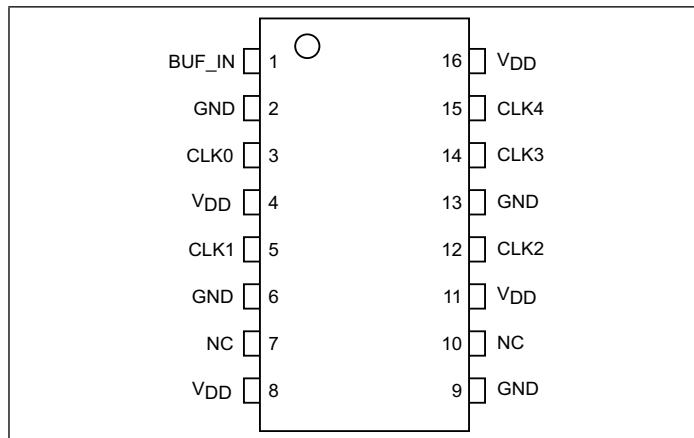 BUF_IN 1 16 VDD
GND 2 15 CLK4
CLK0 3 14 CLK3
VDD 4 13 GND
CLK1 5 12 CLK2
GND 6 11 VDD
NC 7 10 NC
VDD 8 9 GND